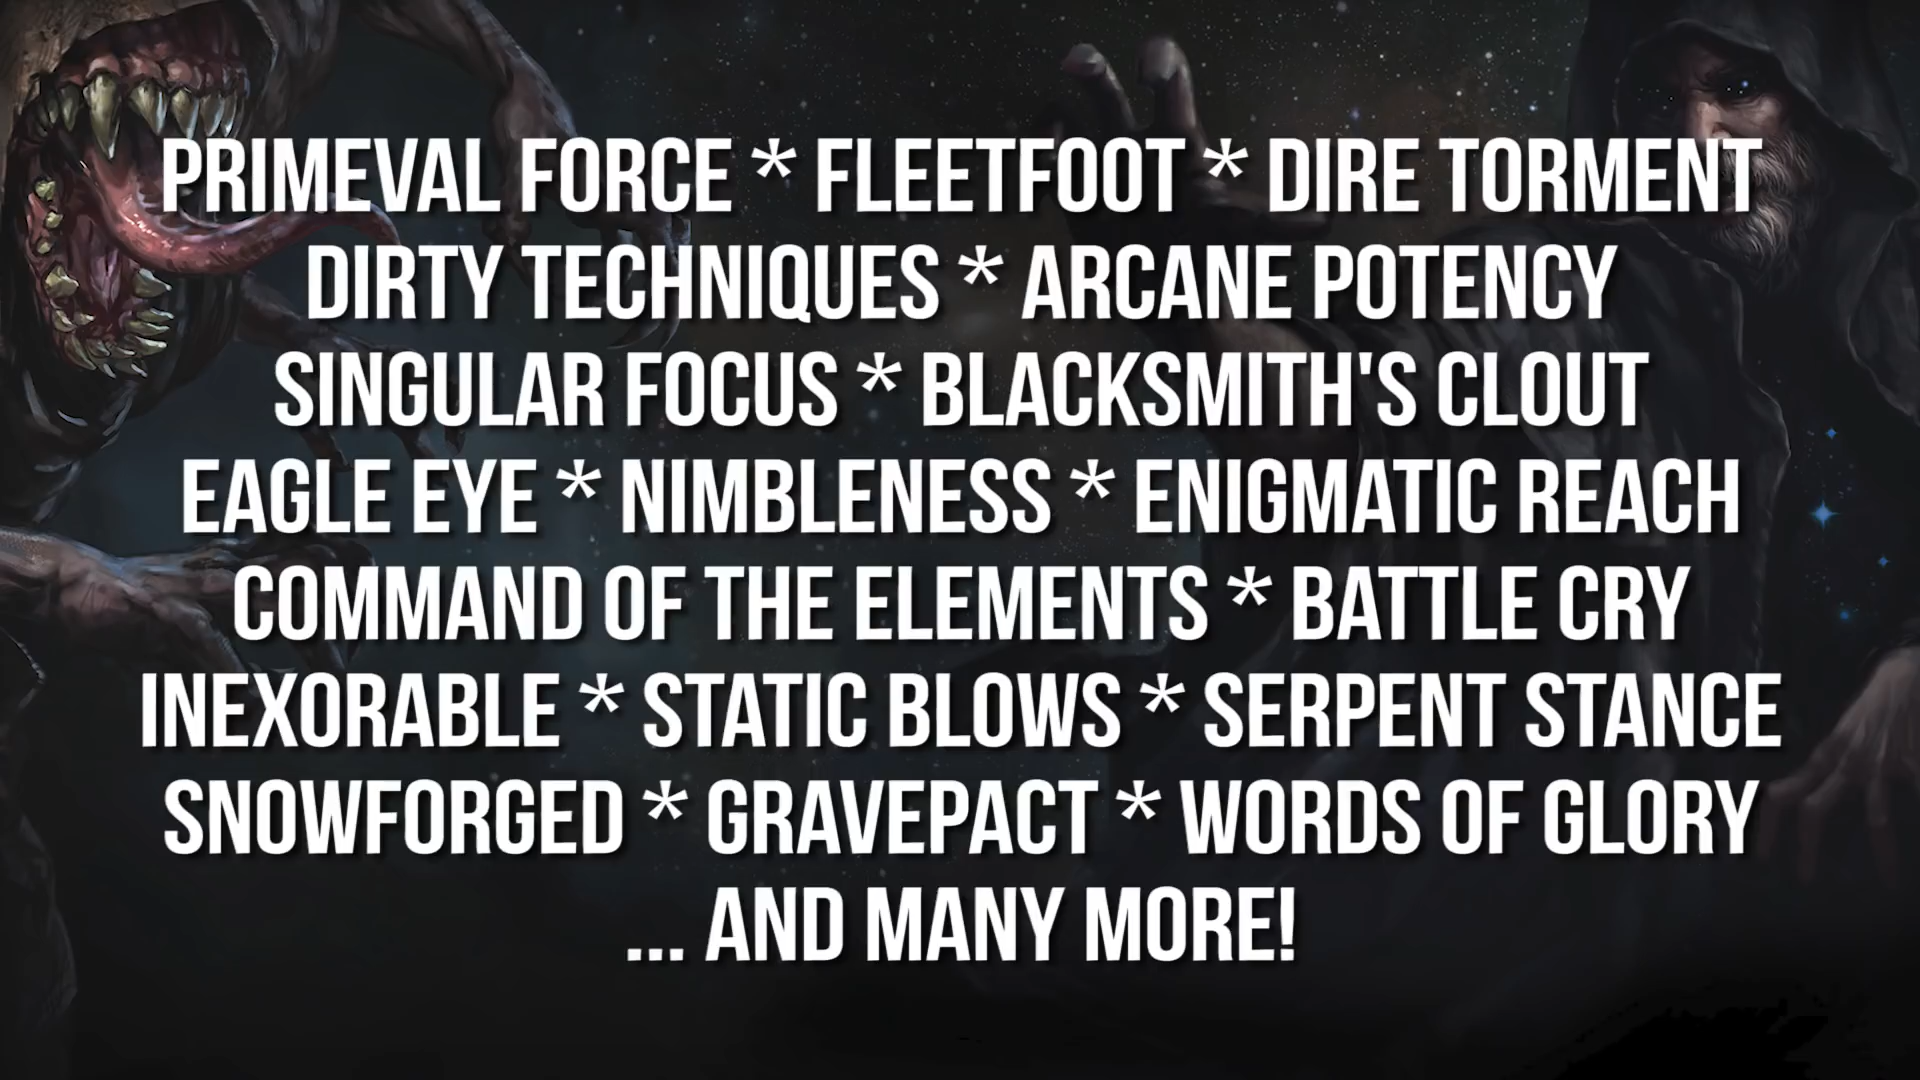 PRIMEVAL FORCE * FLEETFOOT * DIRE TORMENT
DIRTY TECHNIQUES * ARCANE POTENCY
SINGULAR FOCUS * BLACKSMITH'S CLOUT
EAGLE EYE * NIMBLENESS * ENIGMATIC REACH
COMMAND OF THE ELEMENTS * BATTLE CRY
INEXORABLE * STATIC BLOWS * SERPENT STANCE
SNOWFORGED * GRAVEPACT * WORDS OF GLORY
... AND MANY MORE!